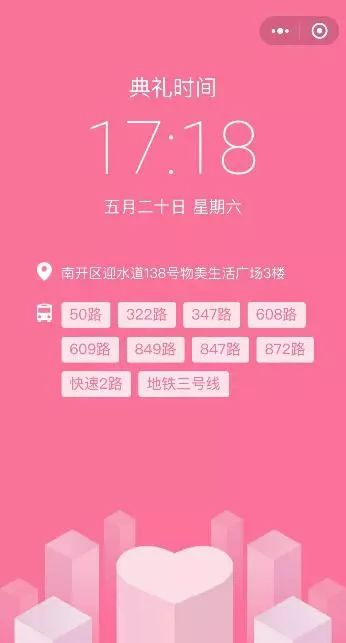 典礼时间
17:18
五月二十日 星期六
南开区迎水道138号物美生活广场3楼
50路 322路 347路 608路
609路 849路 847路 872路
快速2路 地铁三号线